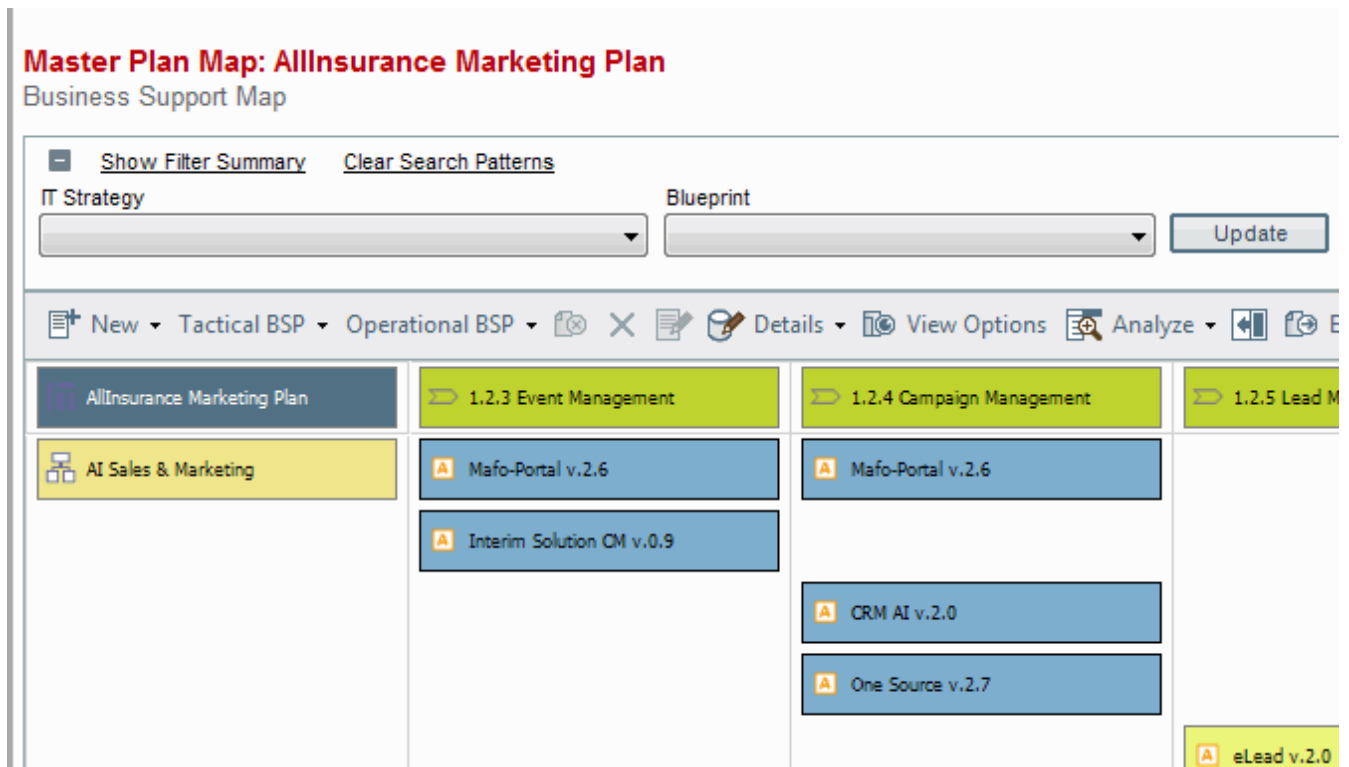 Master Plan Map: AllInsurance Marketing Plan
Business Support Map
Show Filter Summary Clear Search Patterns
IT Strategy Blueprint
Update
New Tactical BSP Operational BSP Details View Options Analyze E
AllInsurance Marketing Plan 1.2.3 Event Management 1.2.4 Campaign Management 1.2.5 Lead M
AI Sales & Marketing A Mafo-Portal v.2.6 A Mafo-Portal v.2.6
A Interim Solution CM v.0.9
A CRM AI v.2.0
A One Source v.2.7
A eLead v.2.0